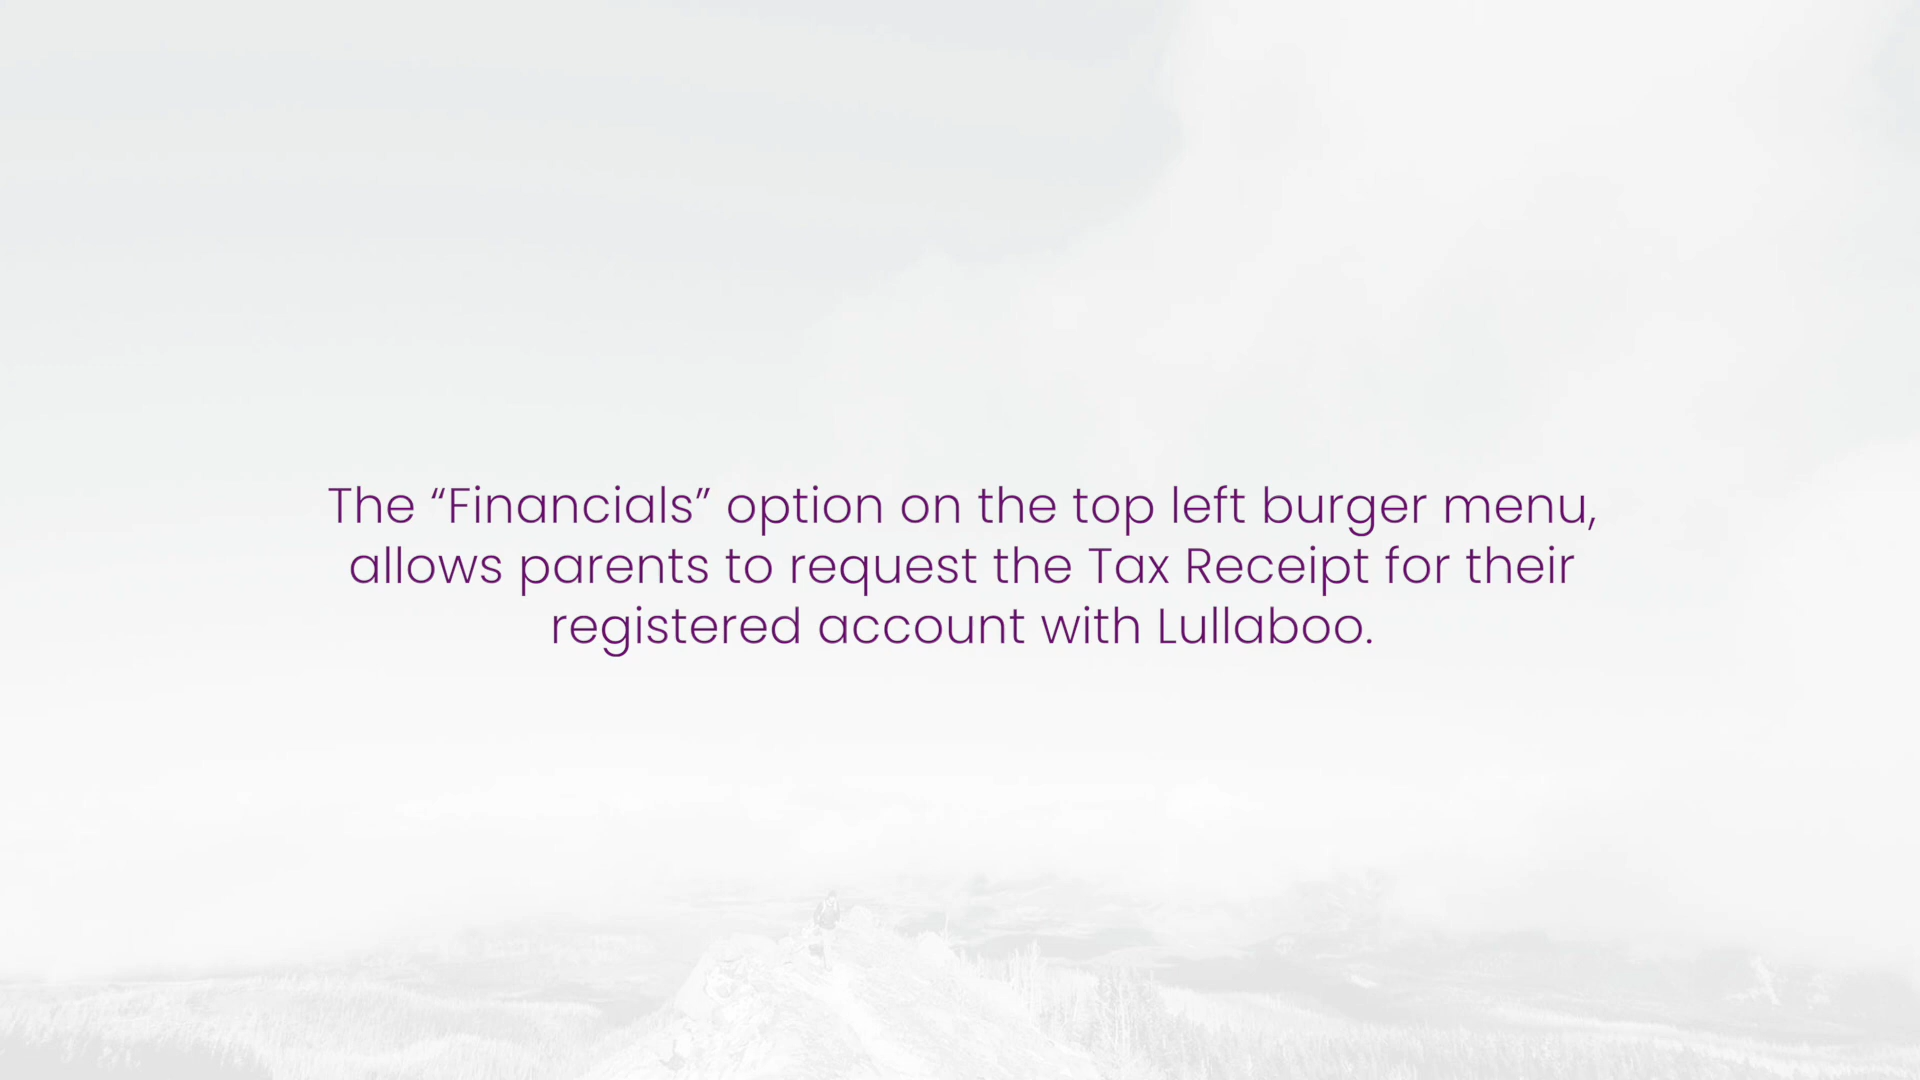 The “Financials” option on the top left burger menu,
allows parents to request the Tax Receipt for their
registered account with Lullaboo.